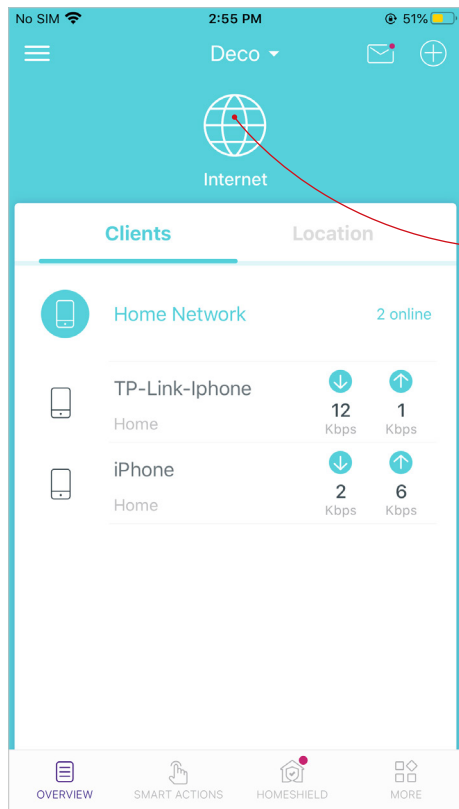 No SIM 2:55 PM 51%
Deco
Internet
Clients Location
Home Network 2 online
TP-Link-Iphone
Home
12 1
Kbps Kbps
iPhone
Home
2 6
Kbps Kbps
OVERVIEW SMART ACTIONS HOMESHIELD MORE